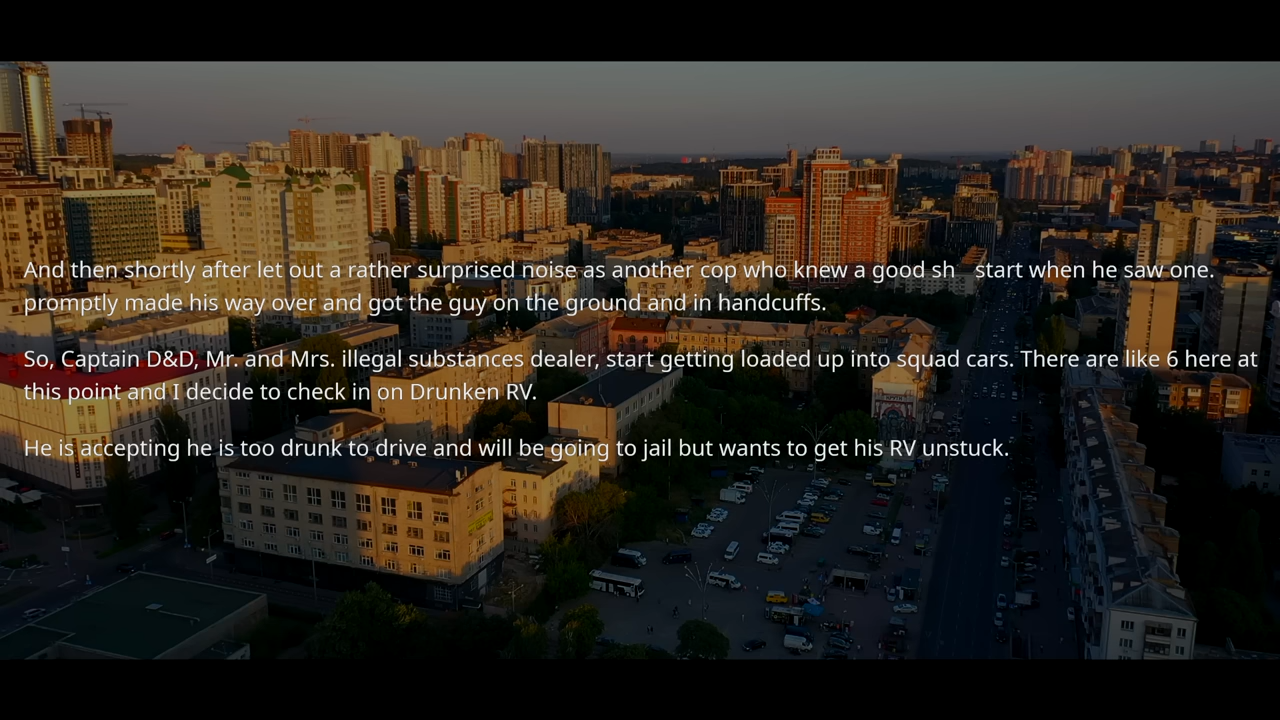 And then shortly after let out a rather surprised noise as another cop who knew a good sh start when he saw one.
promptly made his way over and got the guy on the ground and in handcuffs.
So, Captain D&D, Mr. and Mrs. illegal substances dealer, start getting loaded up into squad cars. There are like 6 here at
this point and I decide to check in on Drunken RV.
He is accepting he is too drunk to drive and will be going to jail but wants to get his RV unstuck.